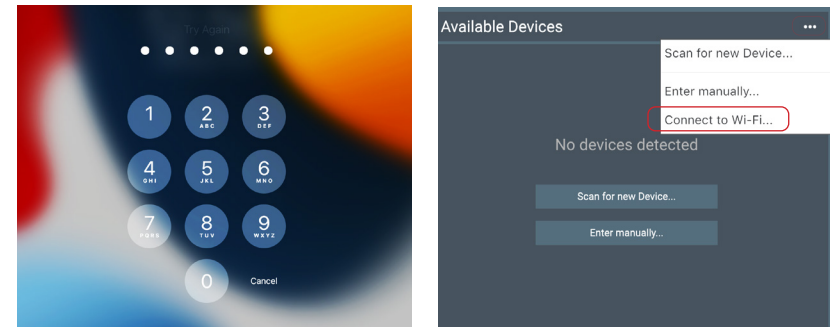 Try Again
1
2
ABC
3
DEF
4
GHI
5
JKL
6
MNO
7
PQRS
8
TUV
9
WXYZ
0
Cancel
Available Devices
Scan for new Device...
Enter manually...
Connect to Wi-Fi...
No devices detected
Scan for new Device...
Enter manually...